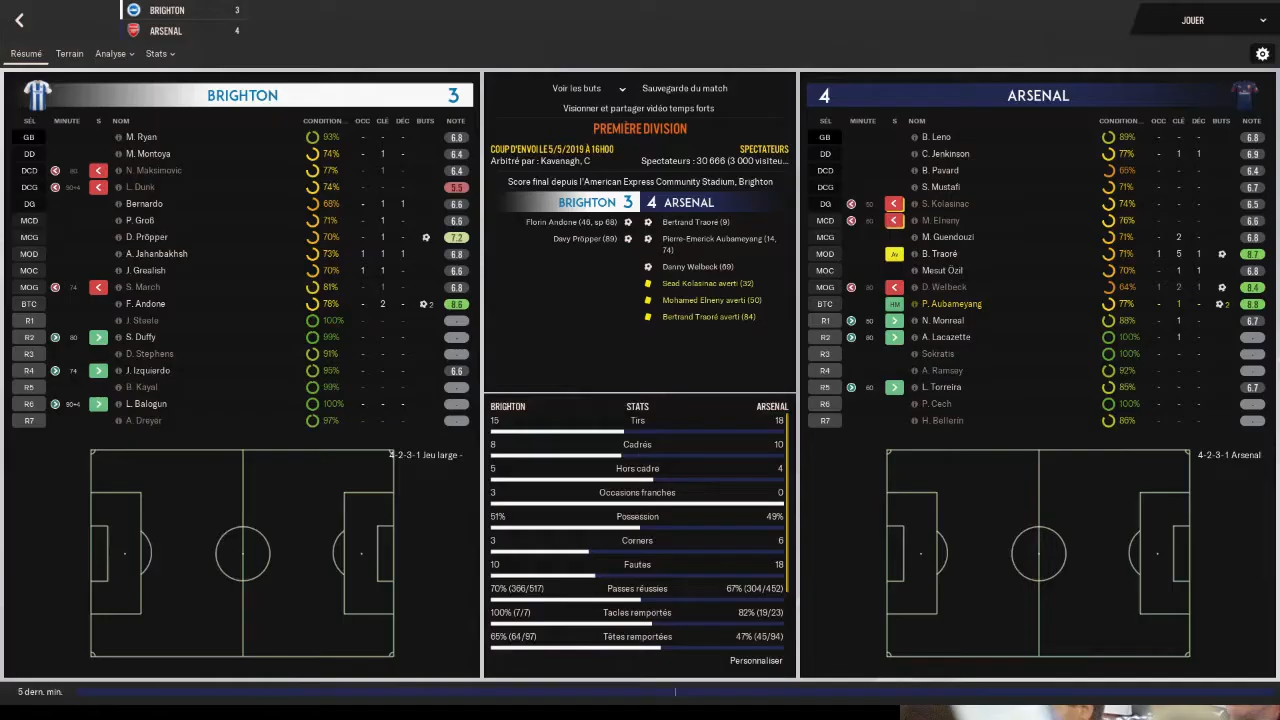 BRIGHTON 3
ARSENAL 4
JOUER
Résumé Terrain Analyse Stats
BRIGHTON 3
SÉL MINUTE S CONDITION... OCC CLÉ DÉC BUTS NOTE
GB M. Ryan 93% - - - - 6.8
DD M. Montoya 74% - 1 - - 6.4
DCD 80 N. Maksimovic 77% - 1 - - 6.4
DCG 90+4 L. Dunk 74% - - - - 5.5
DG Bernardo 68% - 1 1 - 6.6
MCD P. Groß 71% - 1 - - 6.6
MCG D. Pröpper 70% - 1 - 7.2
MOD A. Jahanbakhsh 73% 1 1 1 - 6.8
MOC J. Grealish 70% 1 1 - - 6.6
MOG 74 S. March 81% - 1 - - 6.8
BTC F. Andone 78% - 2 - 2 8.6
R1 J. Steele 100% - - - - -
R2 80 S. Duffy 99% - - - - -
R3 D. Stephens 91% - - - - -
R4 74 J. Izquierdo 95% - - - - 6.6
R5 B. Kayal 99% - - - - -
R6 90+4 L. Balogun 100% - - - - -
R7 A. Dreyer 97% - - - - -
4-2-3-1 Jeu large -
Voir les buts Sauvegarde du match
Visionner et partager vidéo temps forts
PREMIÈRE DIVISION
COUP D'ENVOI LE 5/5/2019 À 16H00 SPECTATEURS
Arbitré par : Kavanagh, C Spectateurs : 30 666 (3 000 visiteu...
Score final depuis l'American Express Community Stadium, Brighton
BRIGHTON 3 4 ARSENAL
Florin Andone (46, sp 68) Bertrand Traoré (9)
Davy Pröpper (89) Pierre-Emerick Aubameyang (14,
74)
Danny Welbeck (69)
Sead Kolasinac averti (32)
Mohamed Elneny averti (50)
Bertrand Traoré averti (84)
BRIGHTON STATS ARSENAL
15 Tirs 18
8 Cadrés 10
5 Hors cadre 4
3 Occasions franches 0
51% Possession 49%
3 Corners 6
10 Fautes 18
70% (366/517) Passes réussies 67% (304/452)
100% (7/7) Tacles remportés 82% (19/23)
65% (64/97) Têtes remportées 47% (45/94)
Personnaliser
4 ARSENAL
SÉL MINUTE S CONDITION... OCC CLÉ DÉC BUTS NOTE
GB B. Leno 89% - - - - 6.8
DD C. Jenkinson 77% - 1 1 - 6.9
DCD B. Pavard 65% - - - - 6.4
DCG S. Mustafi 71% - - - - 6.7
DG 60 S. Kolasinac 74% - - - - 6.5
MCD 60 M. Elneny 76% - - - - 6.6
MCG M. Guendouzi 71% - 2 - - 6.8
MOD Av B. Traoré 71% 1 5 1 8.7
MOC Mesut Özil 70% - 1 1 - 6.8
MOG 80 D. Welbeck 64% - 1 1 8.4
BTC HM P. Aubameyang 77% - 1 - 2 8.8
R1 60 N. Monreal 88% - 1 - - 6.7
R2 80 A. Lacazette 100% - 1 - - -
R3 Sokratis 100% - - - - -
R4 A. Ramsey 92% - - - - -
R5 60 L. Torreira 85% - - - - 6.7
R6 P. Cech 100% - - - - -
R7 H. Bellerín 86% - - - - -
4-2-3-1 Arsenal
5 dern. min.